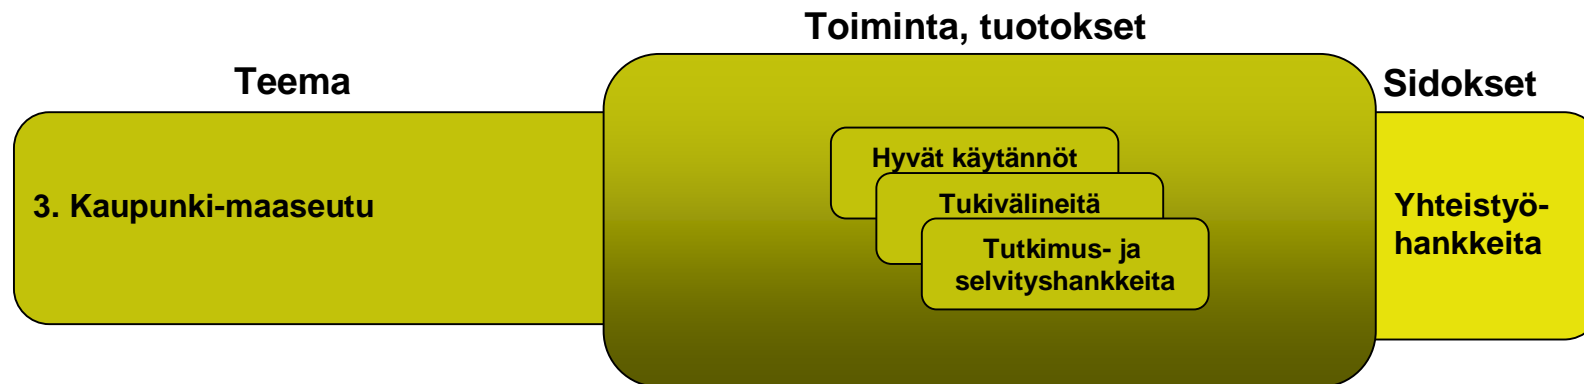 Toiminta, tuotokset
Teema
Sidokset
3. Kaupunki-maaseutu
Hyvät käytännöt
Tukivälineitä
Tutkimus- ja
selvityshankkeita
Yhteistyö-
hankkeita